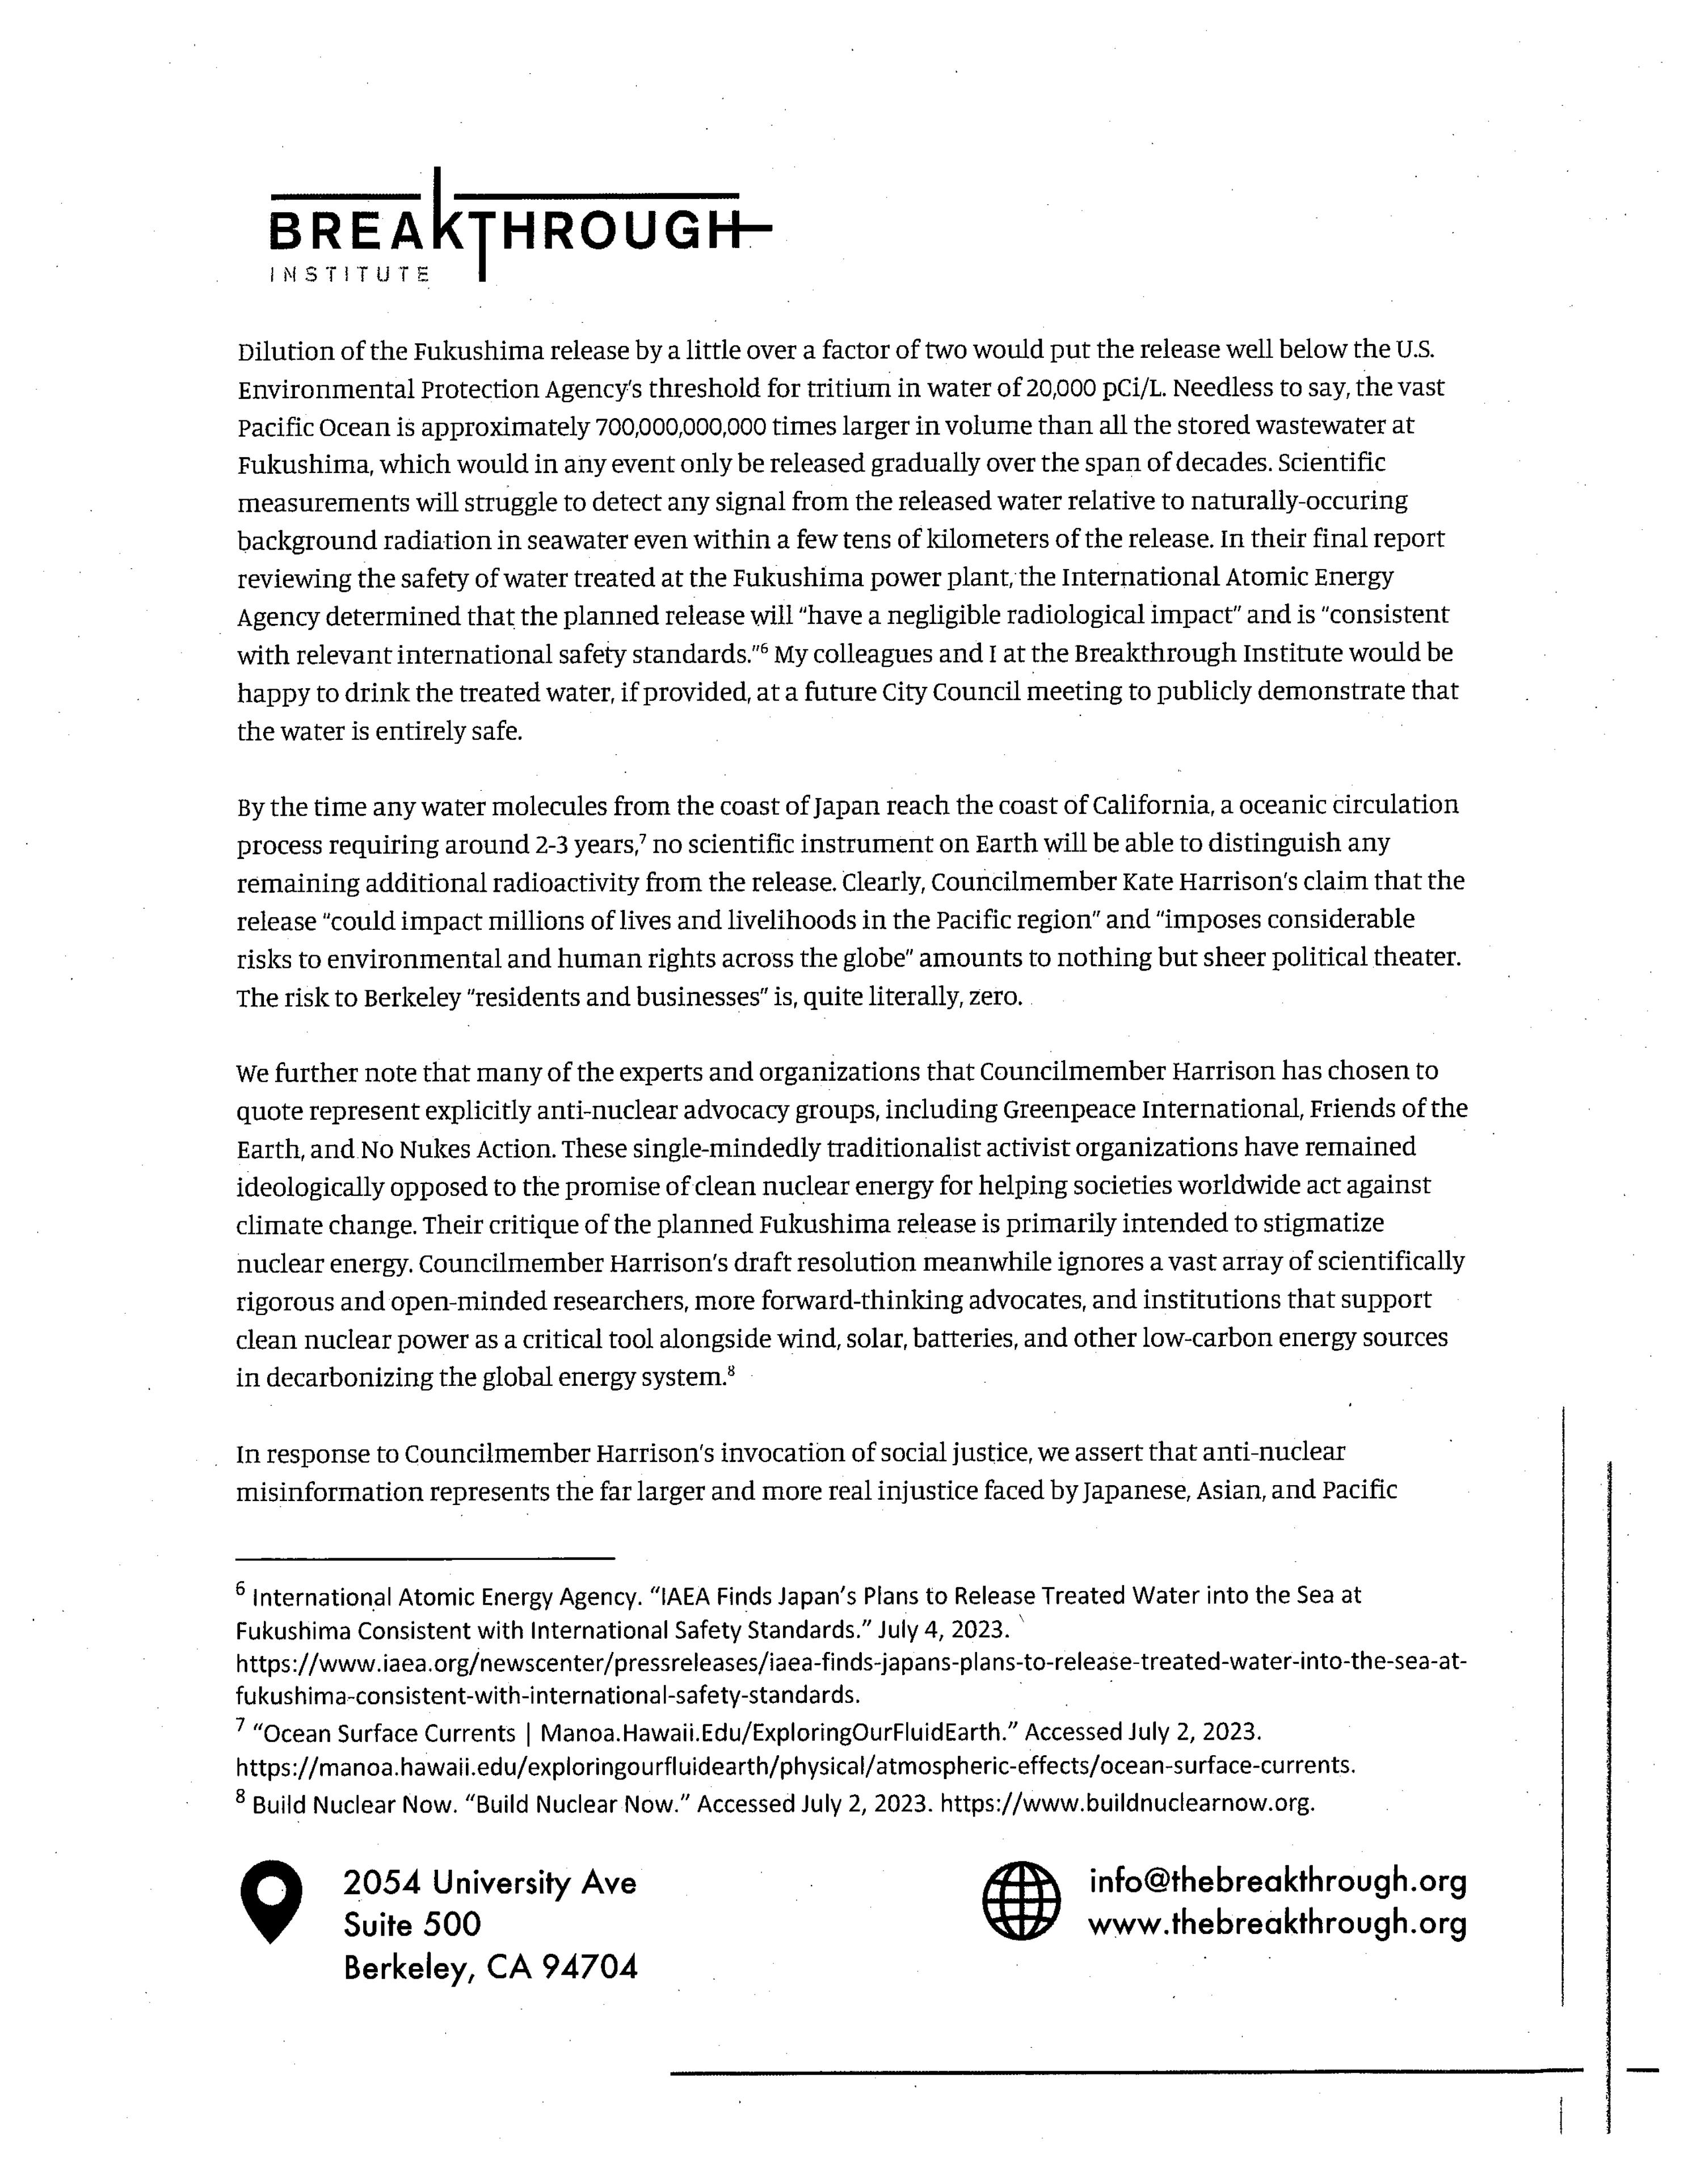 BREAKTHROUGH
INSTITUTE
Dilution of the Fukushima release by a little over a factor of two would put the release well below the U.S.
Environmental Protection Agency's threshold for tritium in water of 20,000 pCi/L. Needless to say, the vast
Pacific Ocean is approximately 700,000,000,000 times larger in volume than all the stored wastewater at
Fukushima, which would in any event only be released gradually over the span of decades. Scientific
measurements will struggle to detect any signal from the released water relative to naturally-occuring
background radiation in seawater even within a few tens of kilometers of the release. In their final report
reviewing the safety of water treated at the Fukushima power plant, the International Atomic Energy
Agency determined that the planned release will "have a negligible radiological impact" and is "consistent
with relevant international safety standards."⁶ My colleagues and I at the Breakthrough Institute would be
happy to drink the treated water, if provided, at a future City Council meeting to publicly demonstrate that
the water is entirely safe.
By the time any water molecules from the coast of Japan reach the coast of California, a oceanic circulation
process requiring around 2-3 years,⁷ no scientific instrument on Earth will be able to distinguish any
remaining additional radioactivity from the release. Clearly, Councilmember Kate Harrison's claim that the
release "could impact millions of lives and livelihoods in the Pacific region" and "imposes considerable
risks to environmental and human rights across the globe" amounts to nothing but sheer political theater.
The risk to Berkeley "residents and businesses" is, quite literally, zero.
We further note that many of the experts and organizations that Councilmember Harrison has chosen to
quote represent explicitly anti-nuclear advocacy groups, including Greenpeace International, Friends of the
Earth, and No Nukes Action. These single-mindedly traditionalist activist organizations have remained
ideologically opposed to the promise of clean nuclear energy for helping societies worldwide act against
climate change. Their critique of the planned Fukushima release is primarily intended to stigmatize
nuclear energy. Councilmember Harrison's draft resolution meanwhile ignores a vast array of scientifically
rigorous and open-minded researchers, more forward-thinking advocates, and institutions that support
clean nuclear power as a critical tool alongside wind, solar, batteries, and other low-carbon energy sources
in decarbonizing the global energy system.⁸
In response to Councilmember Harrison's invocation of social justice, we assert that anti-nuclear
misinformation represents the far larger and more real injustice faced by Japanese, Asian, and Pacific
⁶ International Atomic Energy Agency. "IAEA Finds Japan's Plans to Release Treated Water into the Sea at
Fukushima Consistent with International Safety Standards." July 4, 2023.
https://www.iaea.org/newscenter/pressreleases/iaea-finds-japans-plans-to-release-treated-water-into-the-sea-at-
fukushima-consistent-with-international-safety-standards.
⁷ "Ocean Surface Currents | Manoa.Hawaii.Edu/ExploringOurFluidEarth." Accessed July 2, 2023.
https://manoa.hawaii.edu/exploringourfluidearth/physical/atmospheric-effects/ocean-surface-currents.
⁸ Build Nuclear Now. "Build Nuclear Now." Accessed July 2, 2023. https://www.buildnuclearnow.org.
2054 University Ave
Suite 500
Berkeley, CA 94704
info@thebreakthrough.org
www.thebreakthrough.org